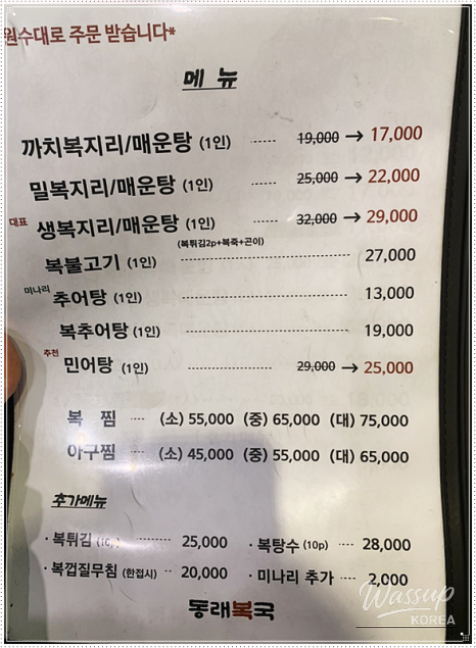 원수대로 주문 받습니다*
메 뉴
까치복지리/매운탕 (1인) ····· 19,000 → 17,000
밀복지리/매운탕 (1인) ····· 25,000 → 22,000
대표 생복지리/매운탕 (1인) ····· 32,000 → 29,000
(복튀김2p+복죽+곤이)
복불고기 (1인) ····· 27,000
미나리 추어탕 (1인) ····· 13,000
복추어탕 (1인) ····· 19,000
추천 민어탕 (1인) ····· 29,000 → 25,000
복 찜 ···· (소) 55,000 (중) 65,000 (대) 75,000
아구찜 ···· (소) 45,000 (중) 55,000 (대) 65,000
추가메뉴
· 복튀김 ····· 25,000 · 복탕수 (10p) ···· 28,000
· 복껍질무침 (한접시) ·· 20,000 · 미나리 추가 ···· 2,000
동래복국
Wassup
KOREA